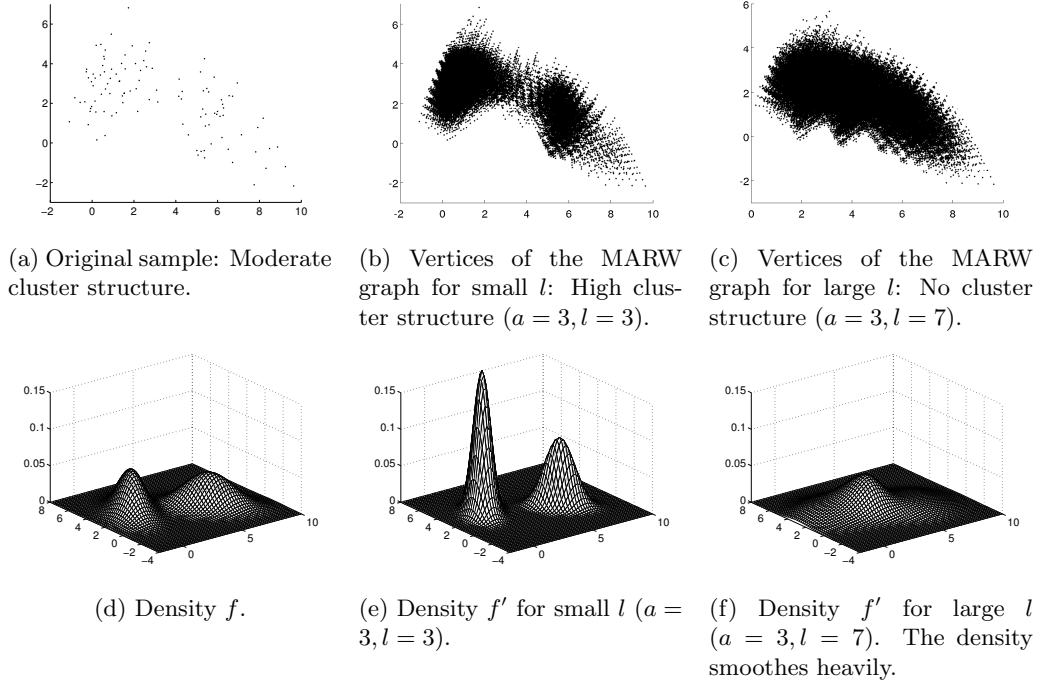 6
4
2
0
−2
−2 0 2 4 6 8 10
6
4
2
0
−2
−2 0 2 4 6 8 10
6
4
2
0
−2
0 2 4 6 8 10
(a) Original sample: Moderate
cluster structure.
(b) Vertices of the MARW
graph for small l: High clus-
ter structure (a = 3, l = 3).
(c) Vertices of the MARW
graph for large l: No cluster
structure (a = 3, l = 7).
0.15
0.1
0.05
0
8 6 4 2 0 −2 −4
0 5 10
0.15
0.1
0.05
0
8 6 4 2 0 −2 −4
0 5 10
0.15
0.1
0.05
0
8 6 4 2 0 −2 −4
0 5 10
(d) Density f.
(e) Density f′ for small l (a =
3, l = 3).
(f) Density f′ for large l
(a = 3, l = 7). The density
smoothes heavily.